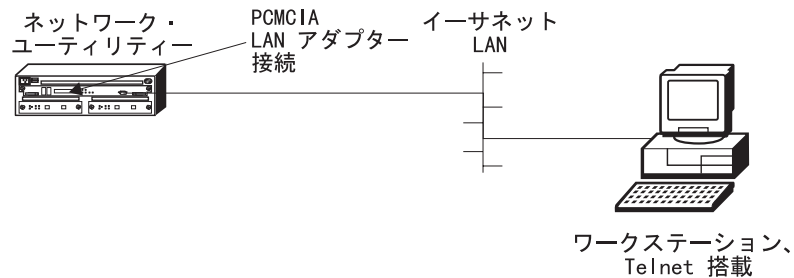 ネットワーク・
ユーティリティー
PCMCIA
LAN アダプター
接続
イーサネット
LAN
ワークステーション、
Telnet 搭載